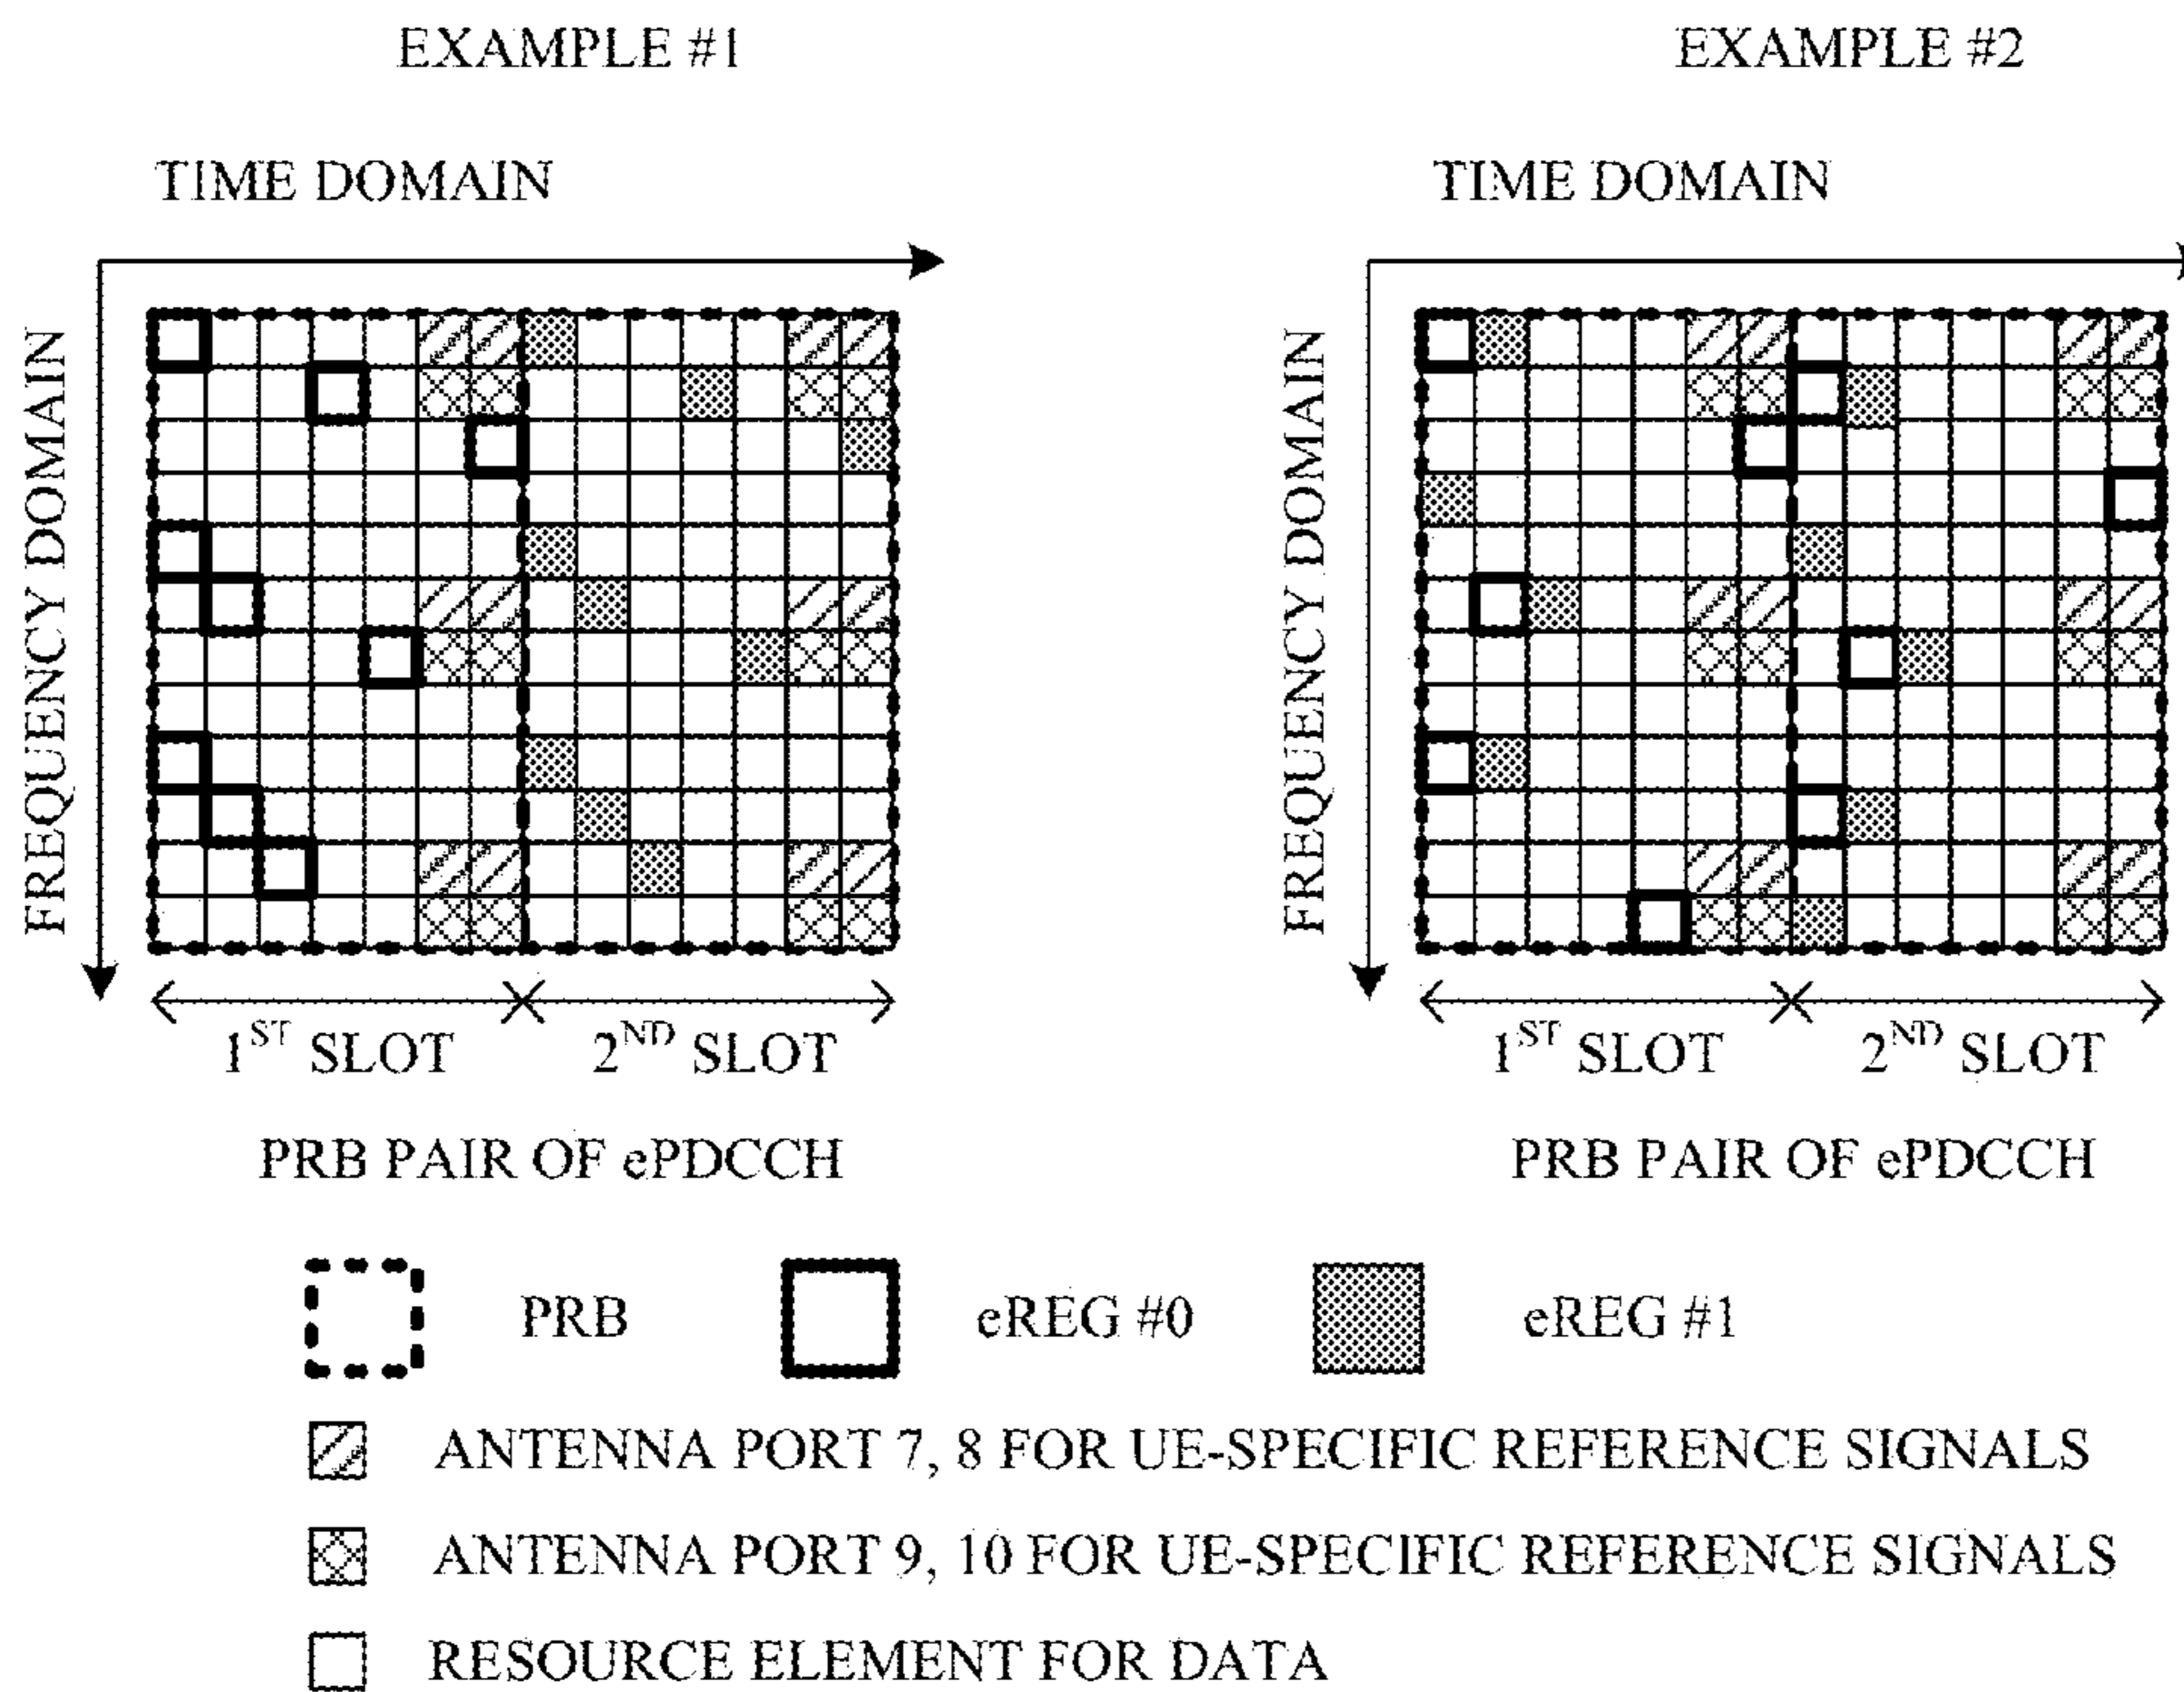 EXAMPLE #1
TIME DOMAIN
FREQUENCY DOMAIN
1ST SLOT
2ND SLOT
PRB PAIR OF ePDCCH
EXAMPLE #2
TIME DOMAIN
FREQUENCY DOMAIN
1ST SLOT
2ND SLOT
PRB PAIR OF ePDCCH
PRB
eREG #0
eREG #1
ANTENNA PORT 7, 8 FOR UE-SPECIFIC REFERENCE SIGNALS
ANTENNA PORT 9, 10 FOR UE-SPECIFIC REFERENCE SIGNALS
RESOURCE ELEMENT FOR DATA